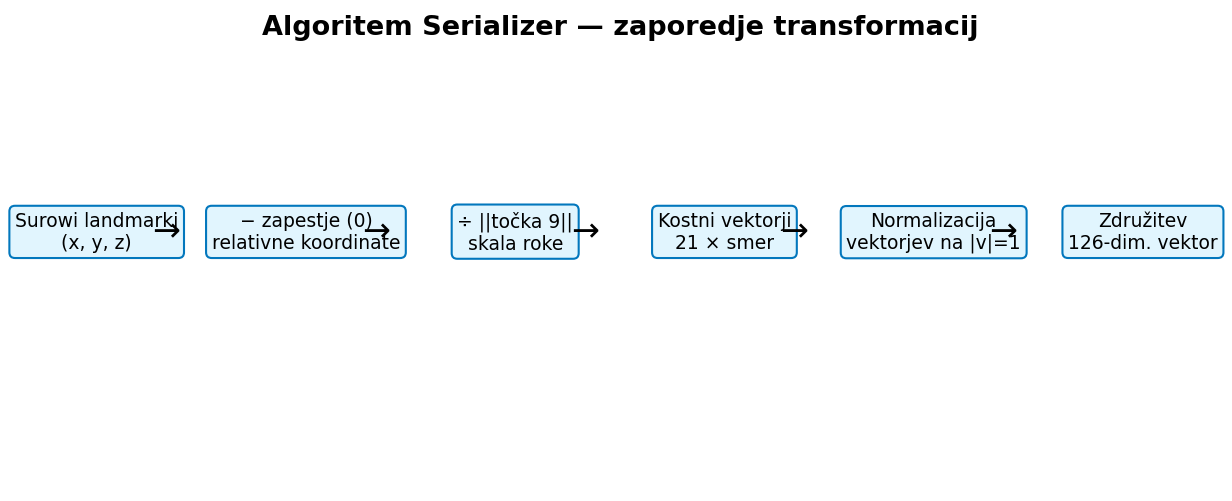 Algoritem Serializer — zaporedje transformacij
Surowi landmarki
(x, y, z)
→
− zapestje (0)
relativne koordinate
→
÷ ||točka 9||
skala roke
→
Kostni vektorji
21 × smer
→
Normalizacija
vektorjev na |v|=1
→
Združitev
126-dim. vektor